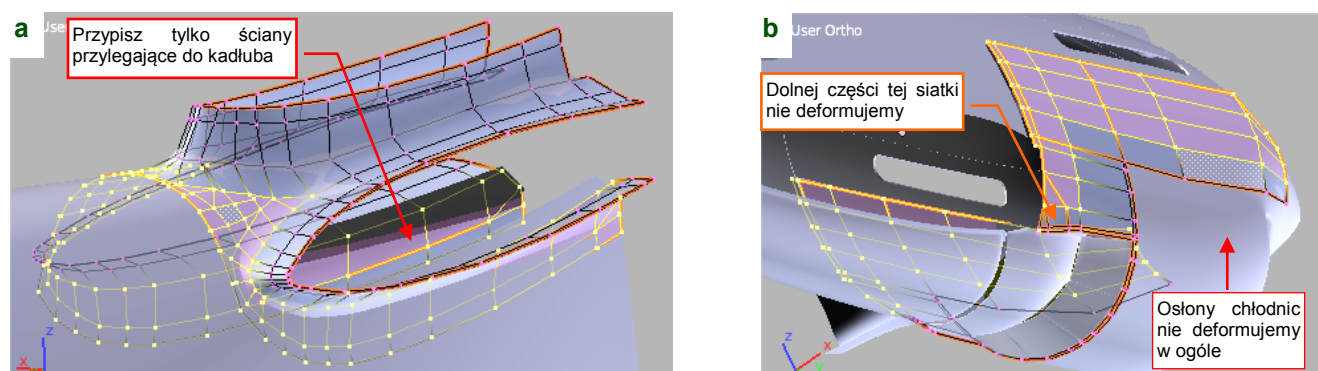 a
User
Przypisz tylko ściany
przylegające do kadłuba
z
x
b
User Ortho
Dolnej części tej siatki
nie deformujemy
Osłony chłodnic
nie deformujemy
w ogóle
z
x
y